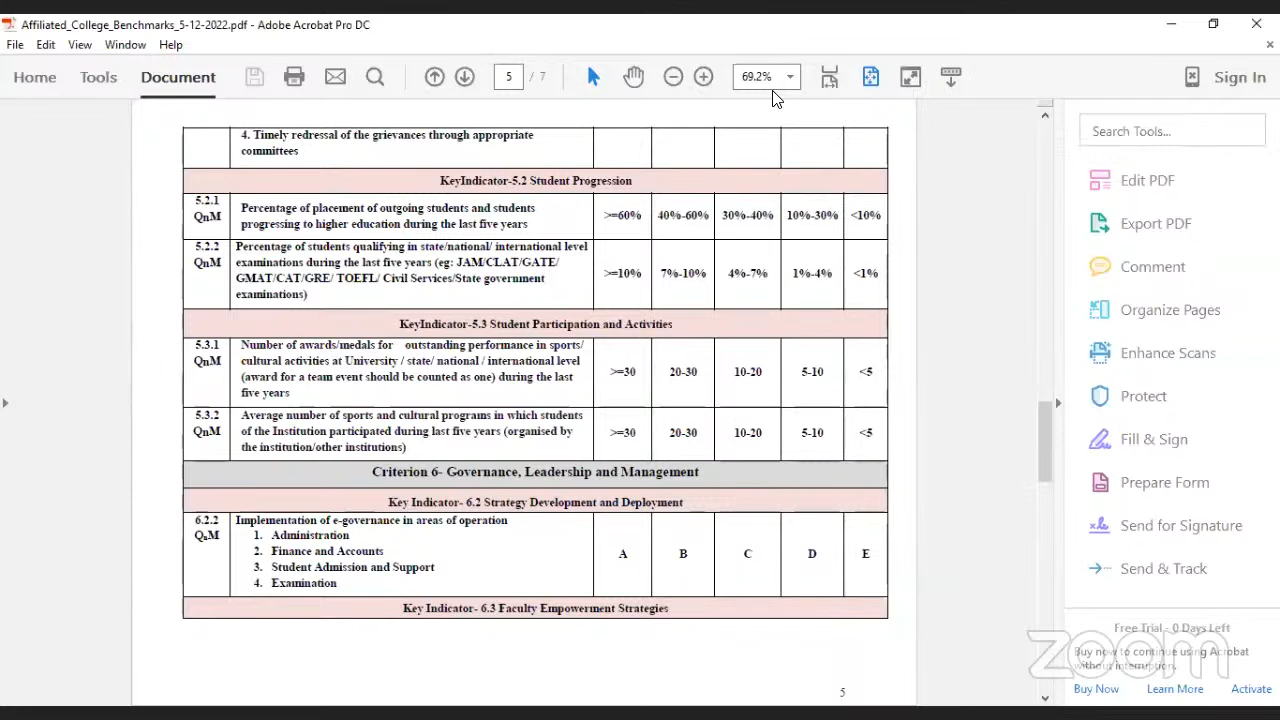 Affiliated_College_Benchmarks_5-12-2022.pdf - Adobe Acrobat Pro DC
File Edit View Window Help
Home Tools Document 5 / 7 69.2% Sign In
4. Timely redressal of the grievances through appropriate
committees
KeyIndicator-5.2 Student Progression
5.2.1
QnM
Percentage of placement of outgoing students and students
progressing to higher education during the last five years
>=60% 40%-60% 30%-40% 10%-30% <10%
5.2.2
QnM
Percentage of students qualifying in state/national/ international level
examinations during the last five years (eg: JAM/CLAT/GATE/
GMAT/CAT/GRE/ TOEFL/ Civil Services/State government
examinations)
>=10% 7%-10% 4%-7% 1%-4% <1%
KeyIndicator-5.3 Student Participation and Activities
5.3.1
QnM
Number of awards/medals for outstanding performance in sports/
cultural activities at University / state/ national / international level
(award for a team event should be counted as one) during the last
five years
>=30 20-30 10-20 5-10 <5
5.3.2
QnM
Average number of sports and cultural programs in which students
of the Institution participated during last five years (organised by
the institution/other institutions)
>=30 20-30 10-20 5-10 <5
Criterion 6- Governance, Leadership and Management
Key Indicator- 6.2 Strategy Development and Deployment
6.2.2
QnM
Implementation of e-governance in areas of operation
1. Administration
2. Finance and Accounts
3. Student Admission and Support
4. Examination
A B C D E
Key Indicator- 6.3 Faculty Empowerment Strategies
5
Search Tools...
Edit PDF
Export PDF
Comment
Organize Pages
Enhance Scans
Protect
Fill & Sign
Prepare Form
Send for Signature
Send & Track
Free Trial - 0 Days Left
Buy now to continue using Acrobat
without interruption.
Buy Now Learn More Activate
zoom